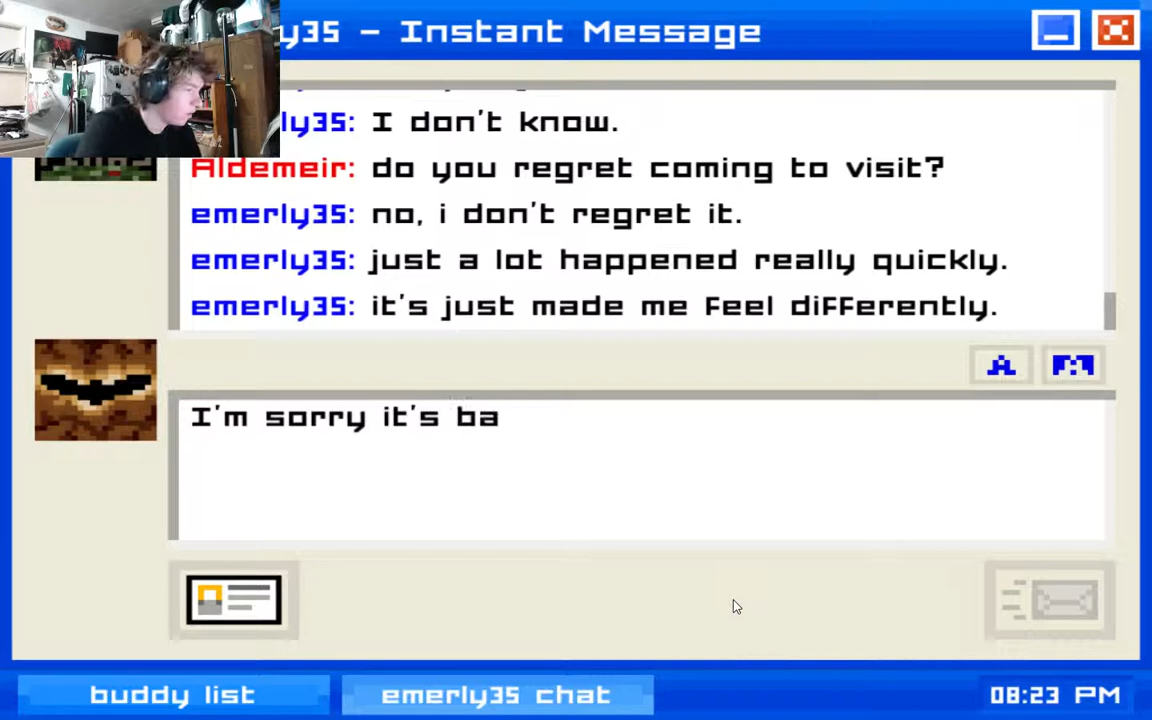 y35 - Instant Message
ly35: I don't know.
Aldemeir: do you regret coming to visit?
emerly35: no, i don't regret it.
emerly35: just a lot happened really quickly.
emerly35: it's just made me feel differently.
A
I'm sorry it's ba
buddy list
emerly35 chat
08:23 PM